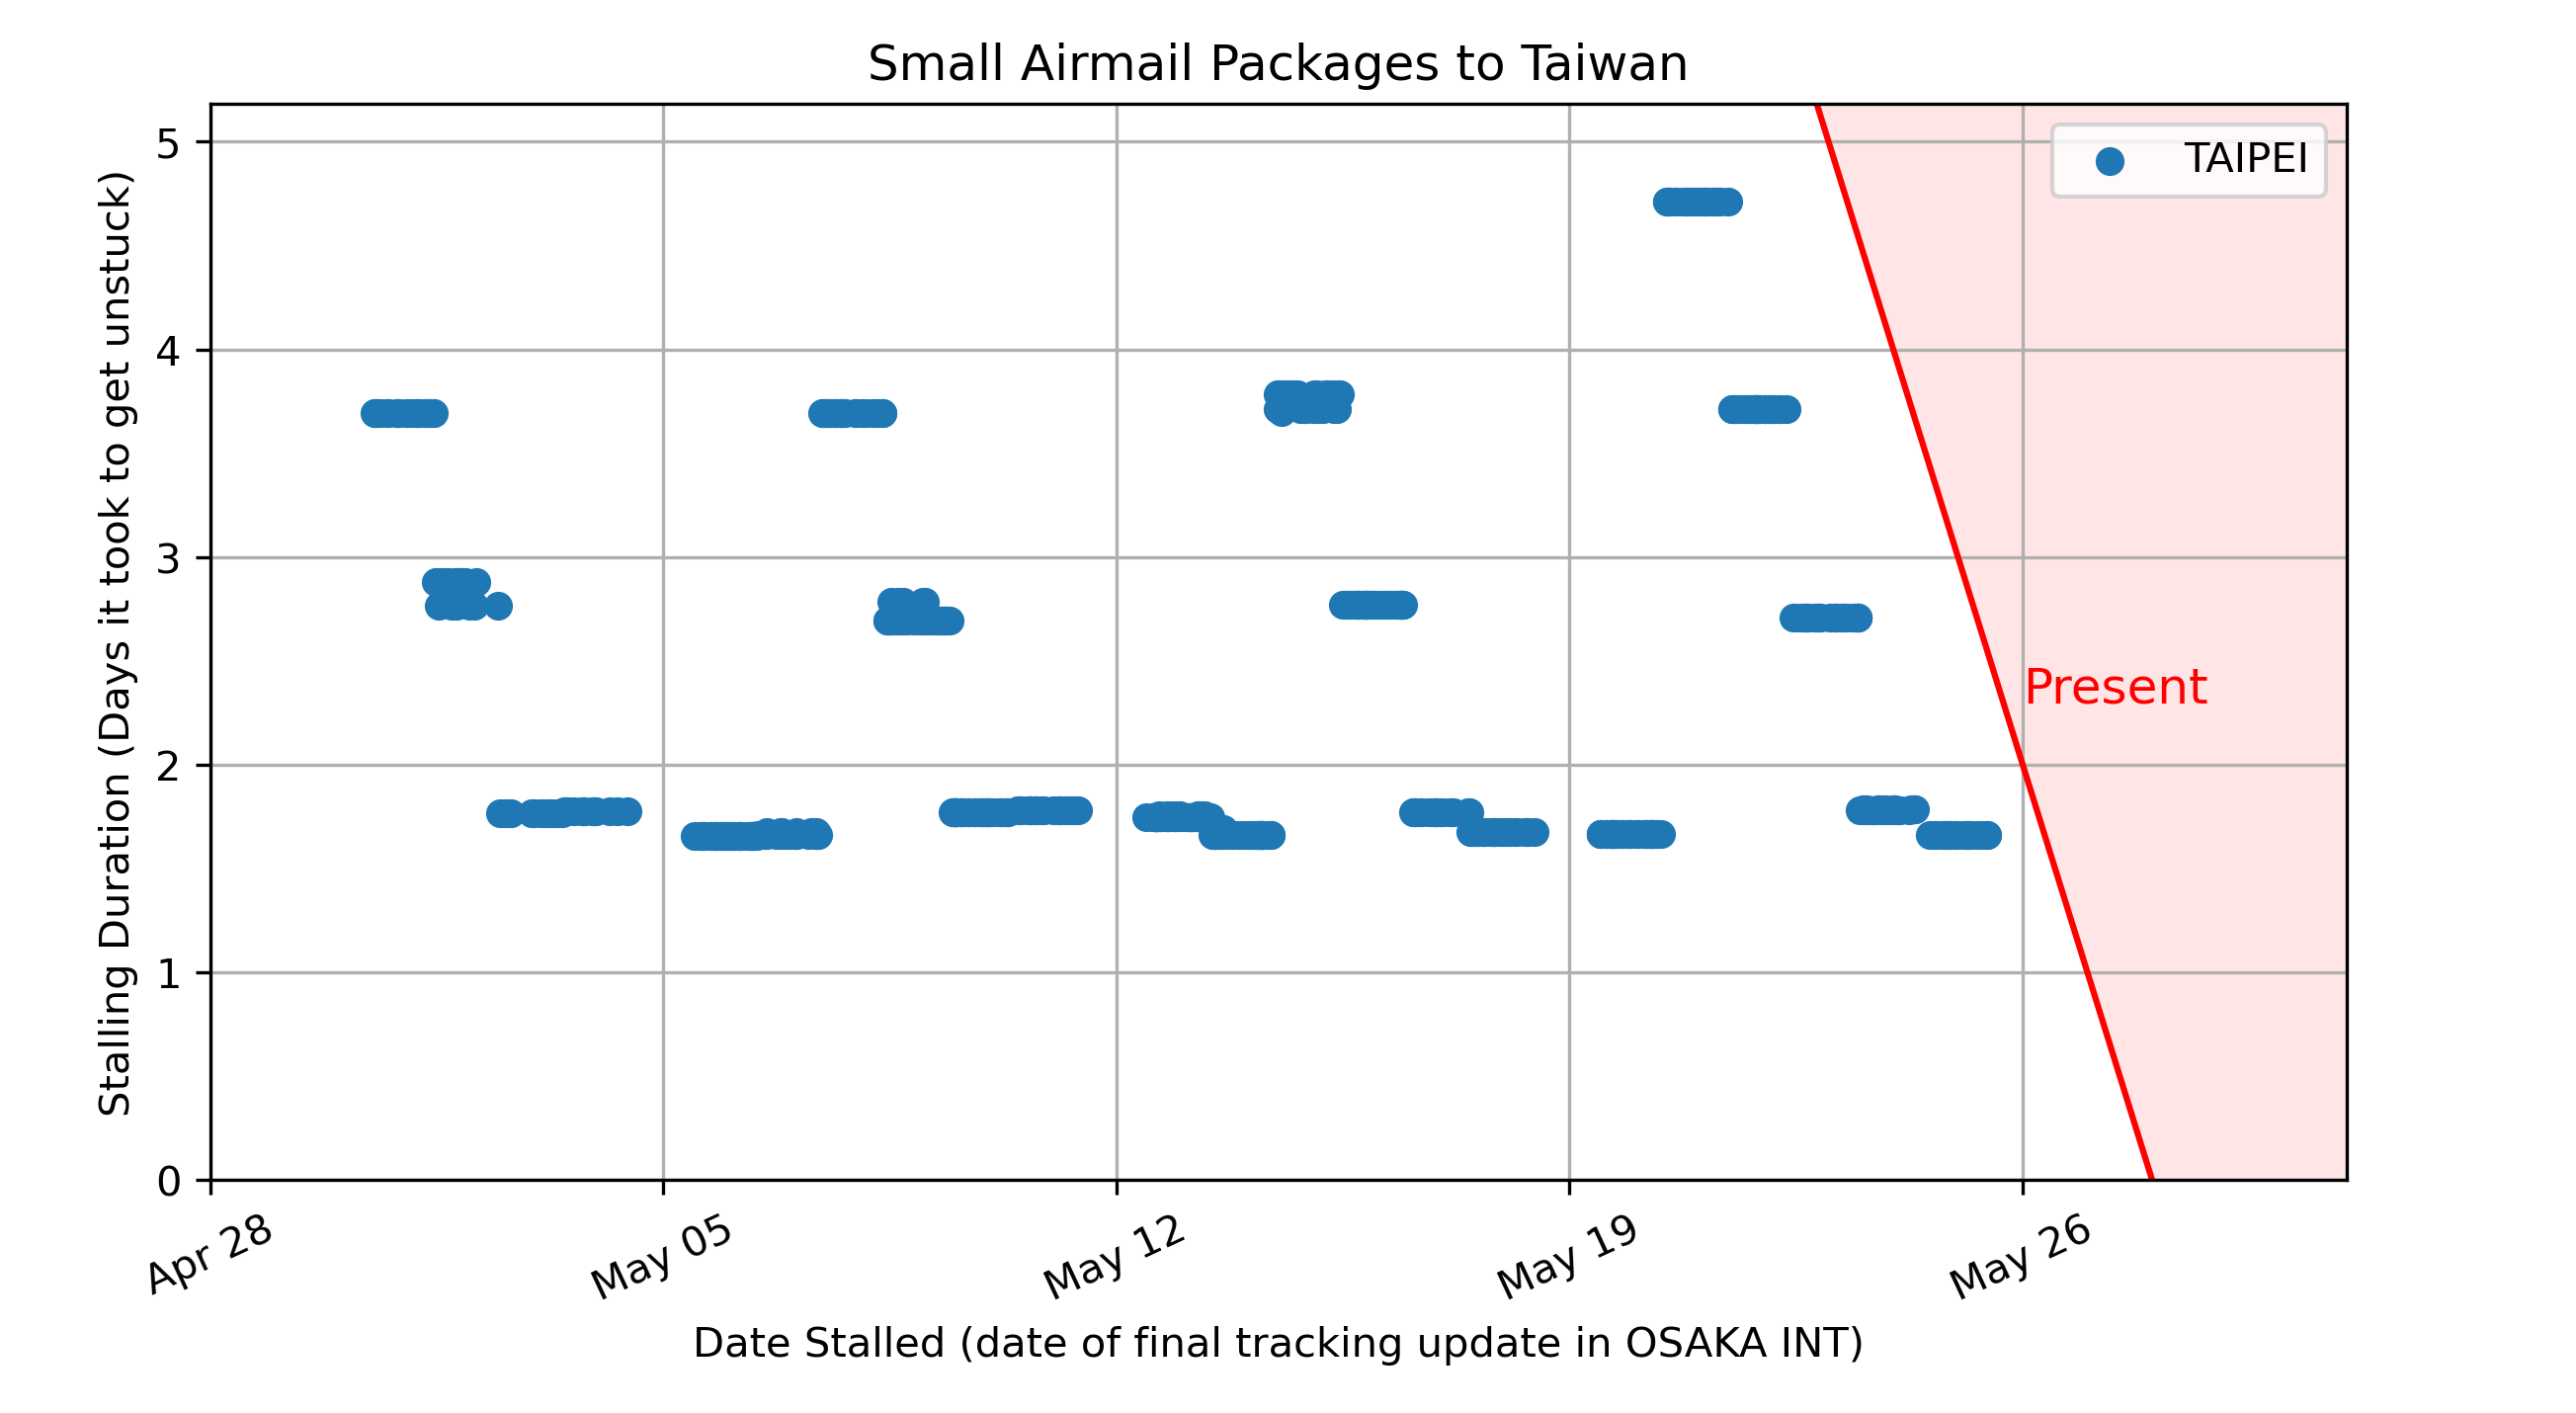 Small Airmail Packages to Taiwan
Stalling Duration (Days it took to get unstuck)
5
4
3
2
1
0
TAIPEI
Present
Apr 28
May 05
May 12
May 19
May 26
Date Stalled (date of final tracking update in OSAKA INT)